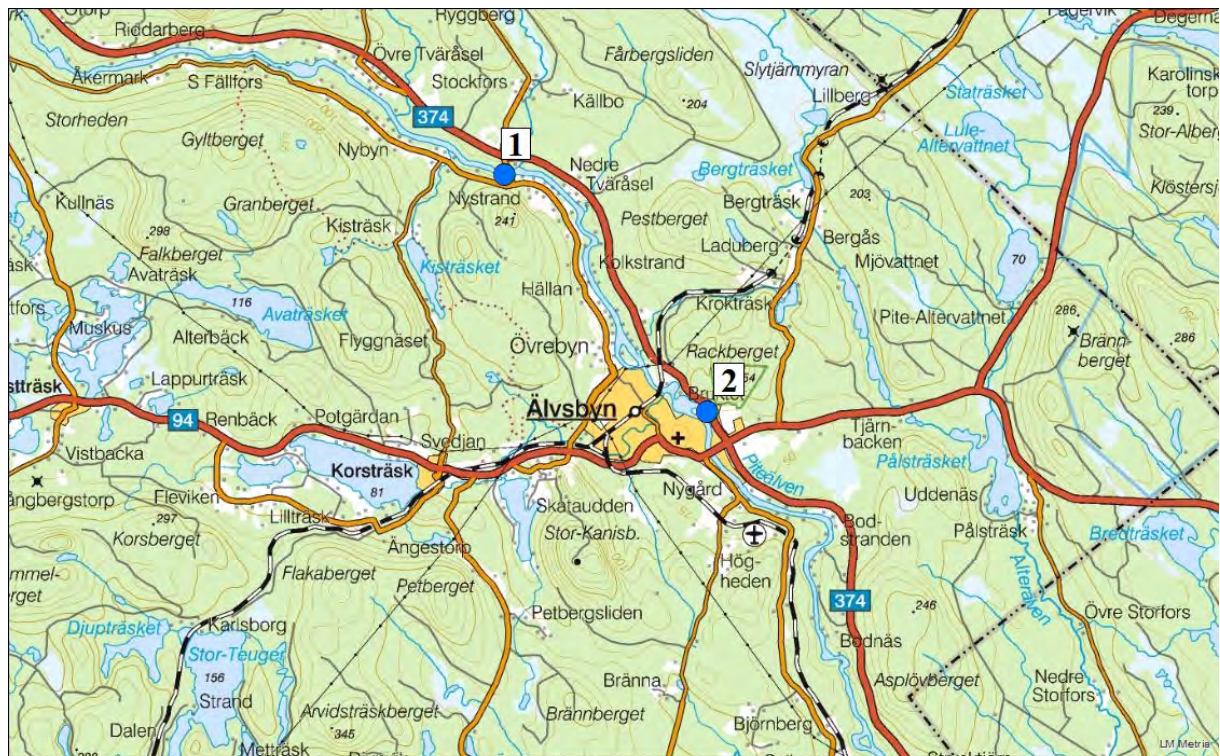 Riddarberg
Ryggberg
Fagervik
Övre Tväråsel
Fårbergsliden
Åkermark
S Fällfors
Stockfors
Slytjärnmyran
Källbo
Lillberg
Karolinsk
torp
Storheden
204
Staträsket
239
374
Stor-Alberg
Gyltberget
200
1
Lule-
Altervattnet
Nybyn
Nedre
Tväråsel
Bergträsket
Nystrand
203
Klöstersj
Kullnäs
Granberget
241
Pestberget
Bergträsk
298
Kisträsk
Laduberg
Bergås
Falkberget
Kolkstrand
Mjövattnet
70
Avaträsk
Kisträsket
116
Hällan
Krokträsk
Muskus
Avaträsket
Pite-Altervattnet
286
Alterbäck
Flyggnäset
Övrebyn
Rackberget
Bränn-
berget
286
Lappurträsk
2
Älvsbyn
94
Renbäck
Potgärdan
Tjärn-
backen
Vistbacka
Svedjan
Pålsträsket
Korsträsk
81
Piteälven
Fleviken
Nygård
Uddenäs
297
Lillträsk
Skataudden
Bod-
stranden
Pålsträsk
Korsberget
Stor-Kanisb.
Bredträsket
Ängestorp
Flakaberget
Petberget
Hög-
heden
Alterälven
374
246
Övre Storfors
Karlsborg
Petbergsliden
Djupträsket
Stor-Teuger
Bodnäs
156
Strand
Bränna
Asplövberget
Nedre
Storfors
Arvidsträskberget
Brännberget
Dalen
345
Björnberg
Metträsk
LM Metria